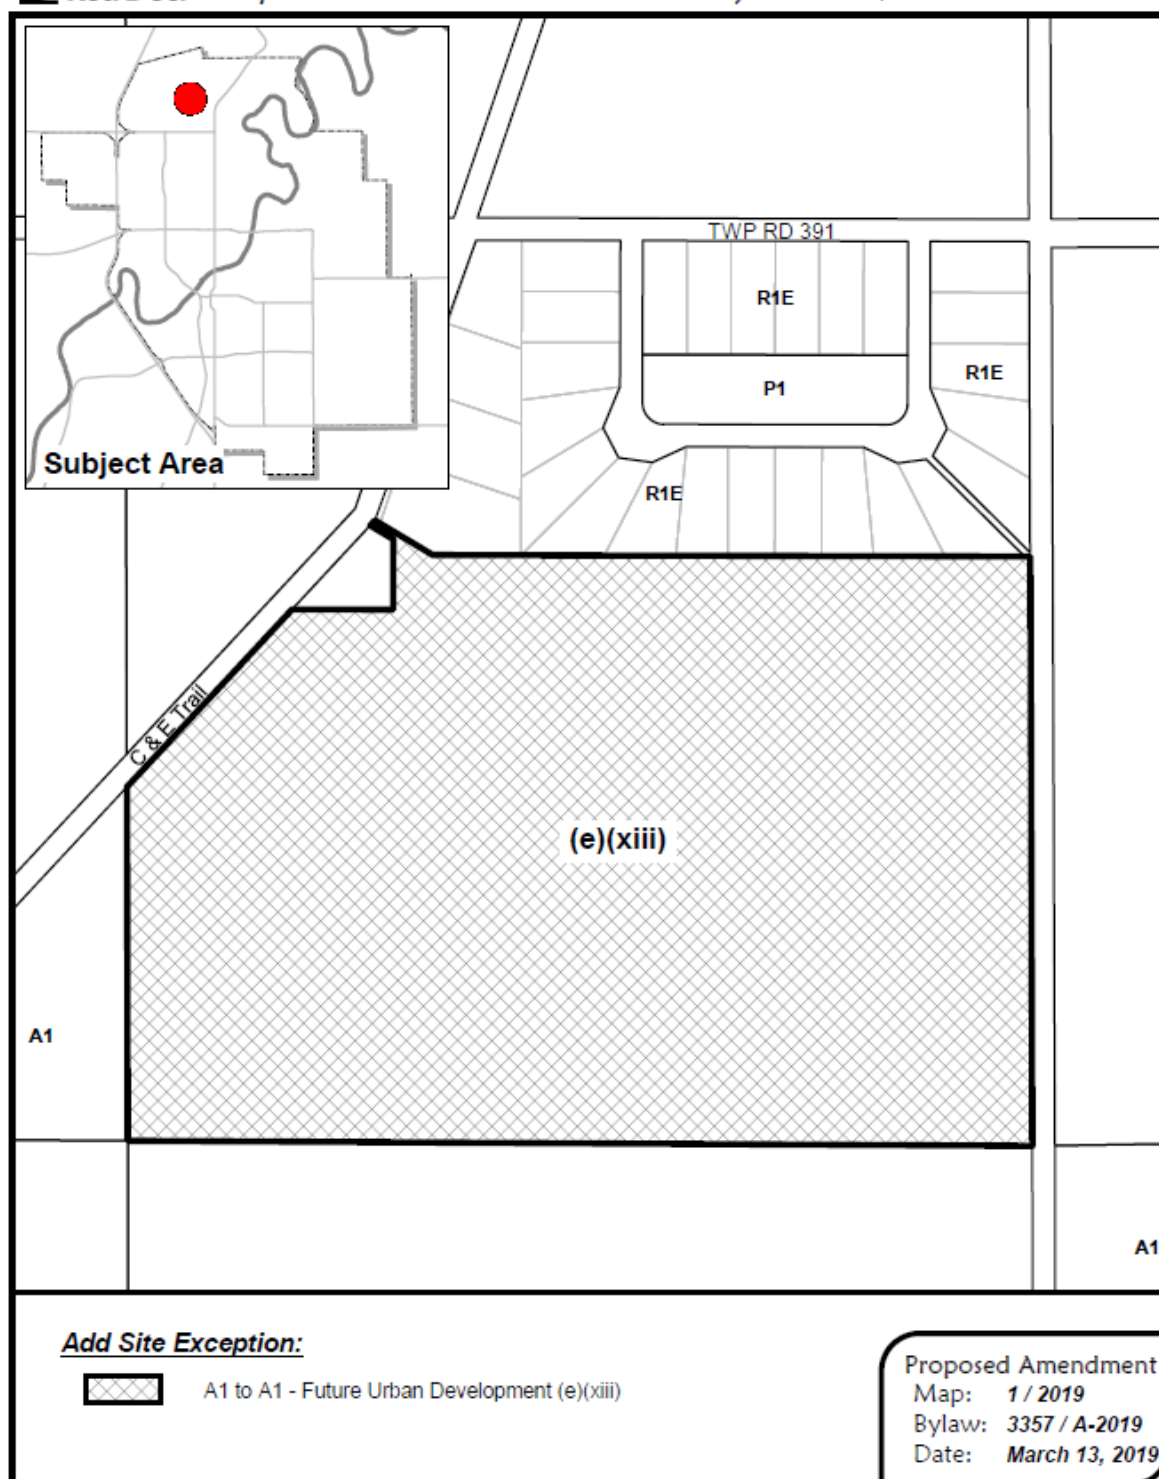 Subject Area
TWP RD 391
R1E
P1
R1E
R1E
C & E Trail
(e)(xiii)
A1
A1
Add Site Exception:
A1 to A1 - Future Urban Development (e)(xiii)
Proposed Amendment
Map: 1 / 2019
Bylaw: 3357 / A-2019
Date: March 13, 2019